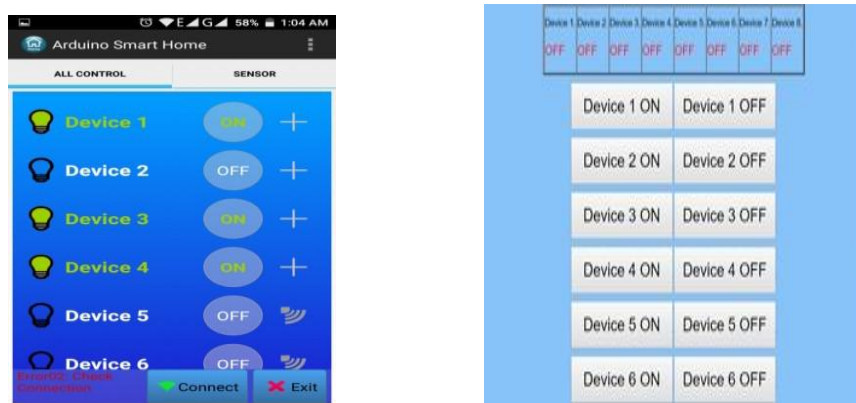 E G 58% 1:04 AM
Arduino Smart Home
ALL CONTROL SENSOR
Device 1 ON
Device 2 OFF
Device 3 ON
Device 4 ON
Device 5 OFF
Device 6 OFF
Error02: Check
Connection
Connect Exit
Device 1 Device 2 Device 3 Device 4 Device 5 Device 6 Device 7 Device 8
OFF OFF OFF OFF OFF OFF OFF OFF
Device 1 ON Device 1 OFF
Device 2 ON Device 2 OFF
Device 3 ON Device 3 OFF
Device 4 ON Device 4 OFF
Device 5 ON Device 5 OFF
Device 6 ON Device 6 OFF